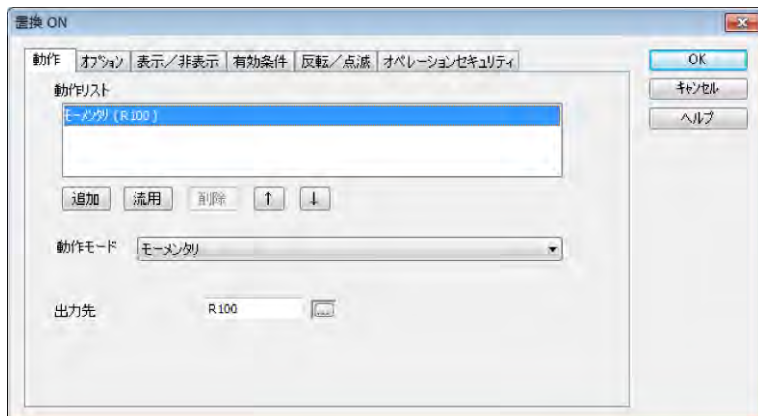 置換 ON
動作 オプション 表示／非表示 有効条件 反転／点滅 オペレーションセキュリティ
OK
キャンセル
ヘルプ
動作リスト
モーメンタリ (R100)
追加 流用 削除 ↑ ↓
動作モード モーメンタリ
出力先 R100 ...